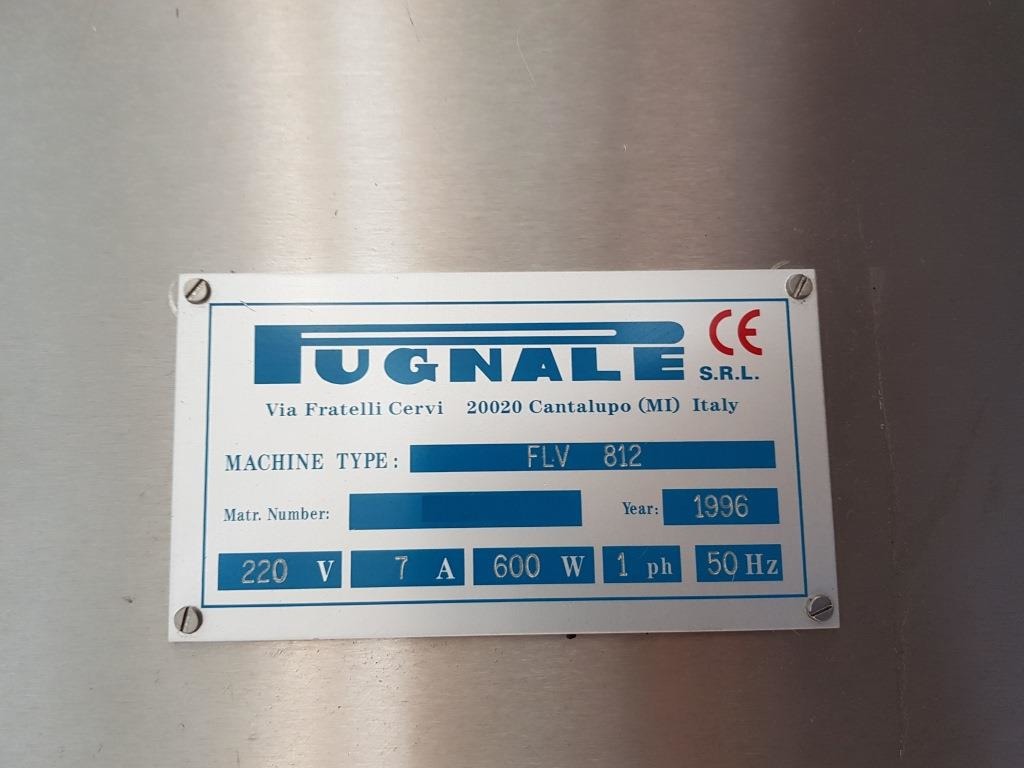 PUGNALE S.R.L. CE
Via Fratelli Cervi 20020 Cantalupo (MI) Italy
MACHINE TYPE: FLV 812
Matr. Number: Year: 1996
220 V 7 A 600 W 1 ph 50 Hz